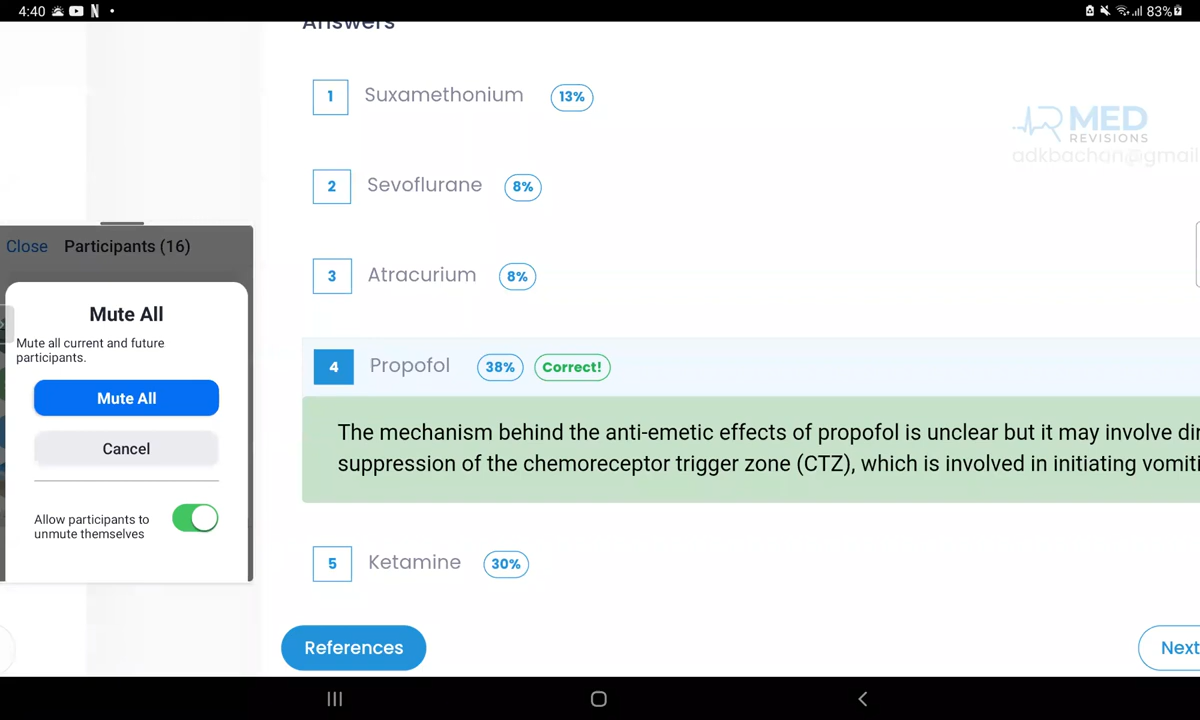 4:40
83%
Answers
1 Suxamethonium 13%
MED
REVISIONS
adkbachan@gmail
2 Sevoflurane 8%
Close Participants (16)
3 Atracurium 8%
Mute All
Mute all current and future
participants.
Mute All
Cancel
Allow participants to
unmute themselves
4 Propofol 38% Correct!
The mechanism behind the anti-emetic effects of propofol is unclear but it may involve
suppression of the chemoreceptor trigger zone (CTZ), which is involved in initiating
5 Ketamine 30%
References
Next